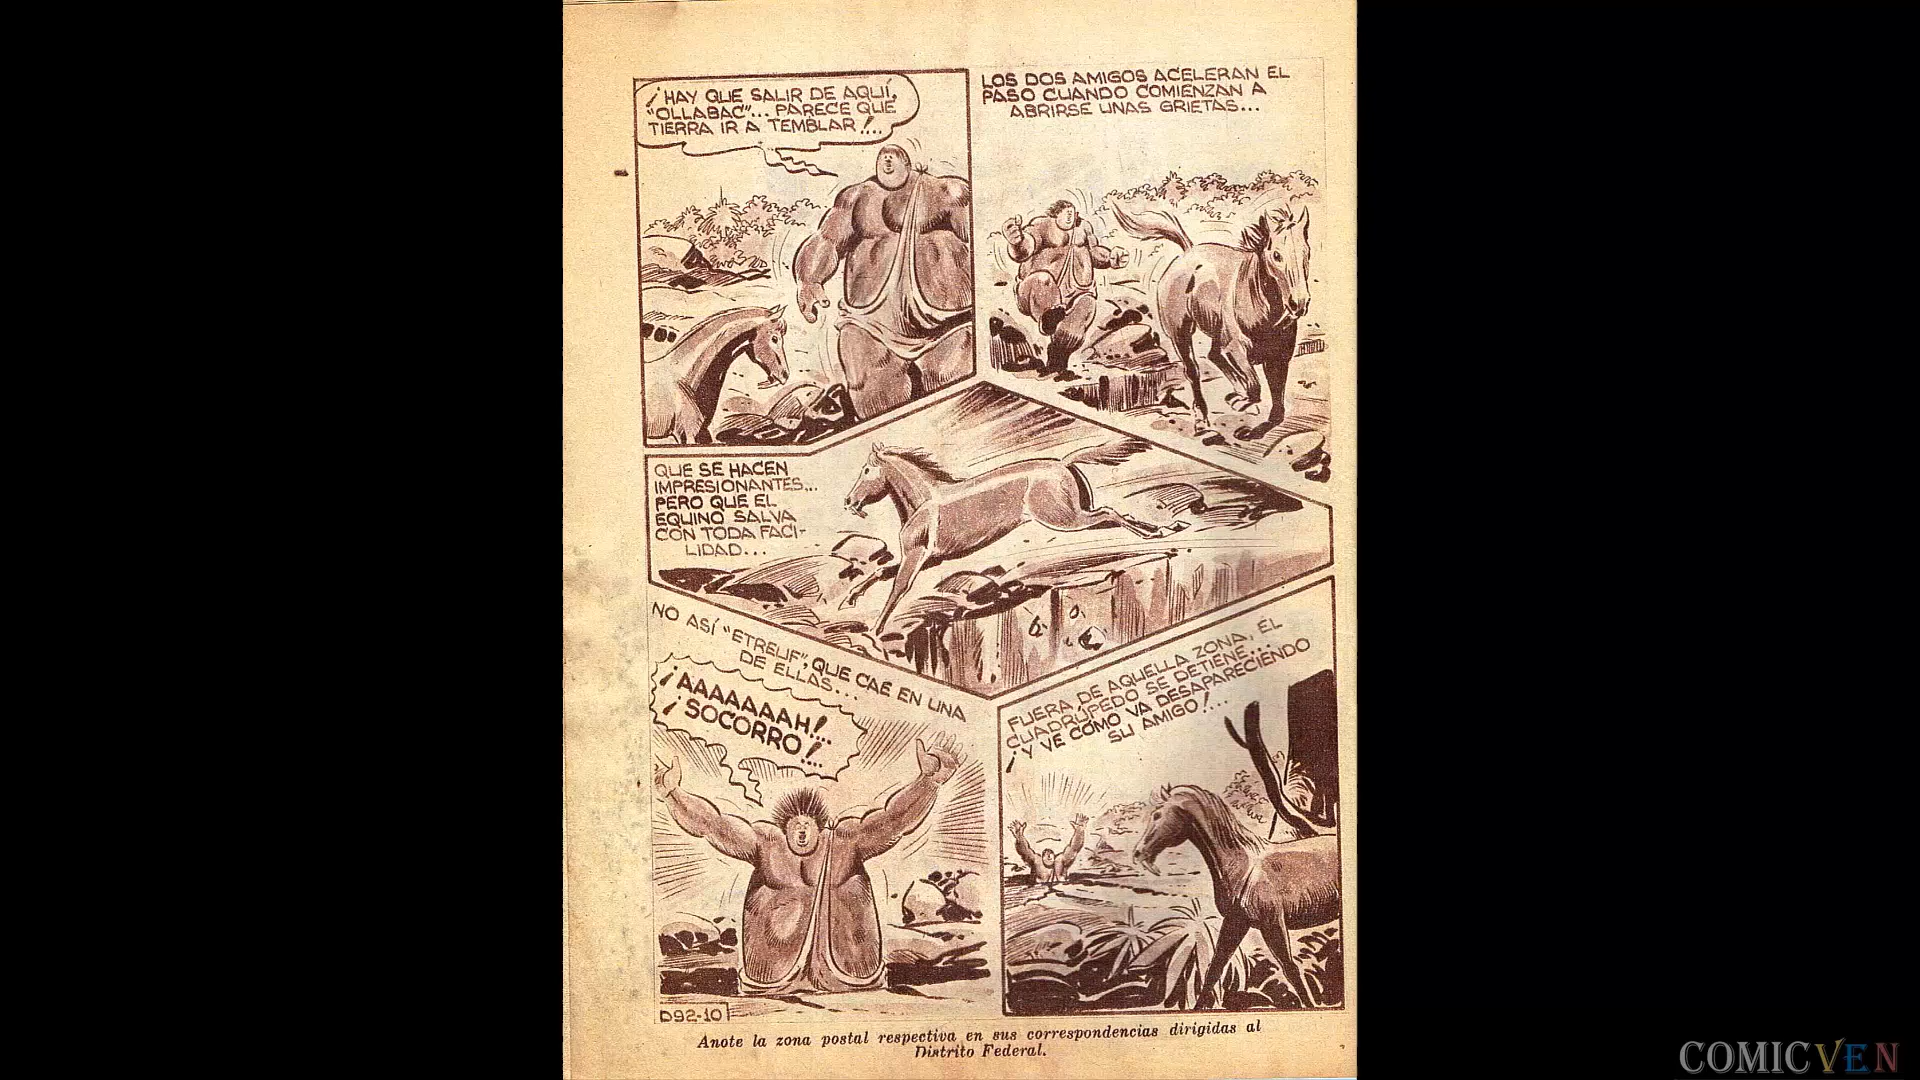 ¡HAY QUE SALIR DE AQUÍ,
"OLLABAC"... PARECE QUE
TIERRA IR A TEMBLAR!...
LOS DOS AMIGOS ACELERAN EL
PASO CUANDO COMIENZAN A
ABRIRSE UNAS GRIETAS...
QUE SE HACEN
IMPRESIONANTES...
PERO QUE EL
EQUINO SALVA
CON TODA FACI-
LIDAD...
NO ASÍ "ETREUF", QUE CAE EN UNA
DE ELLAS...
¡AAAAAAAH!...
¡SOCORRO!...
FUERA DE AQUELLA ZONA, EL
CUADRÚPEDO SE DETIENE...
¡Y VE CÓMO VA DESAPARECIENDO
SU AMIGO!...
D92-10
Anote la zona postal respectiva en sus correspondencias dirigidas al
Distrito Federal.
COMICVEN